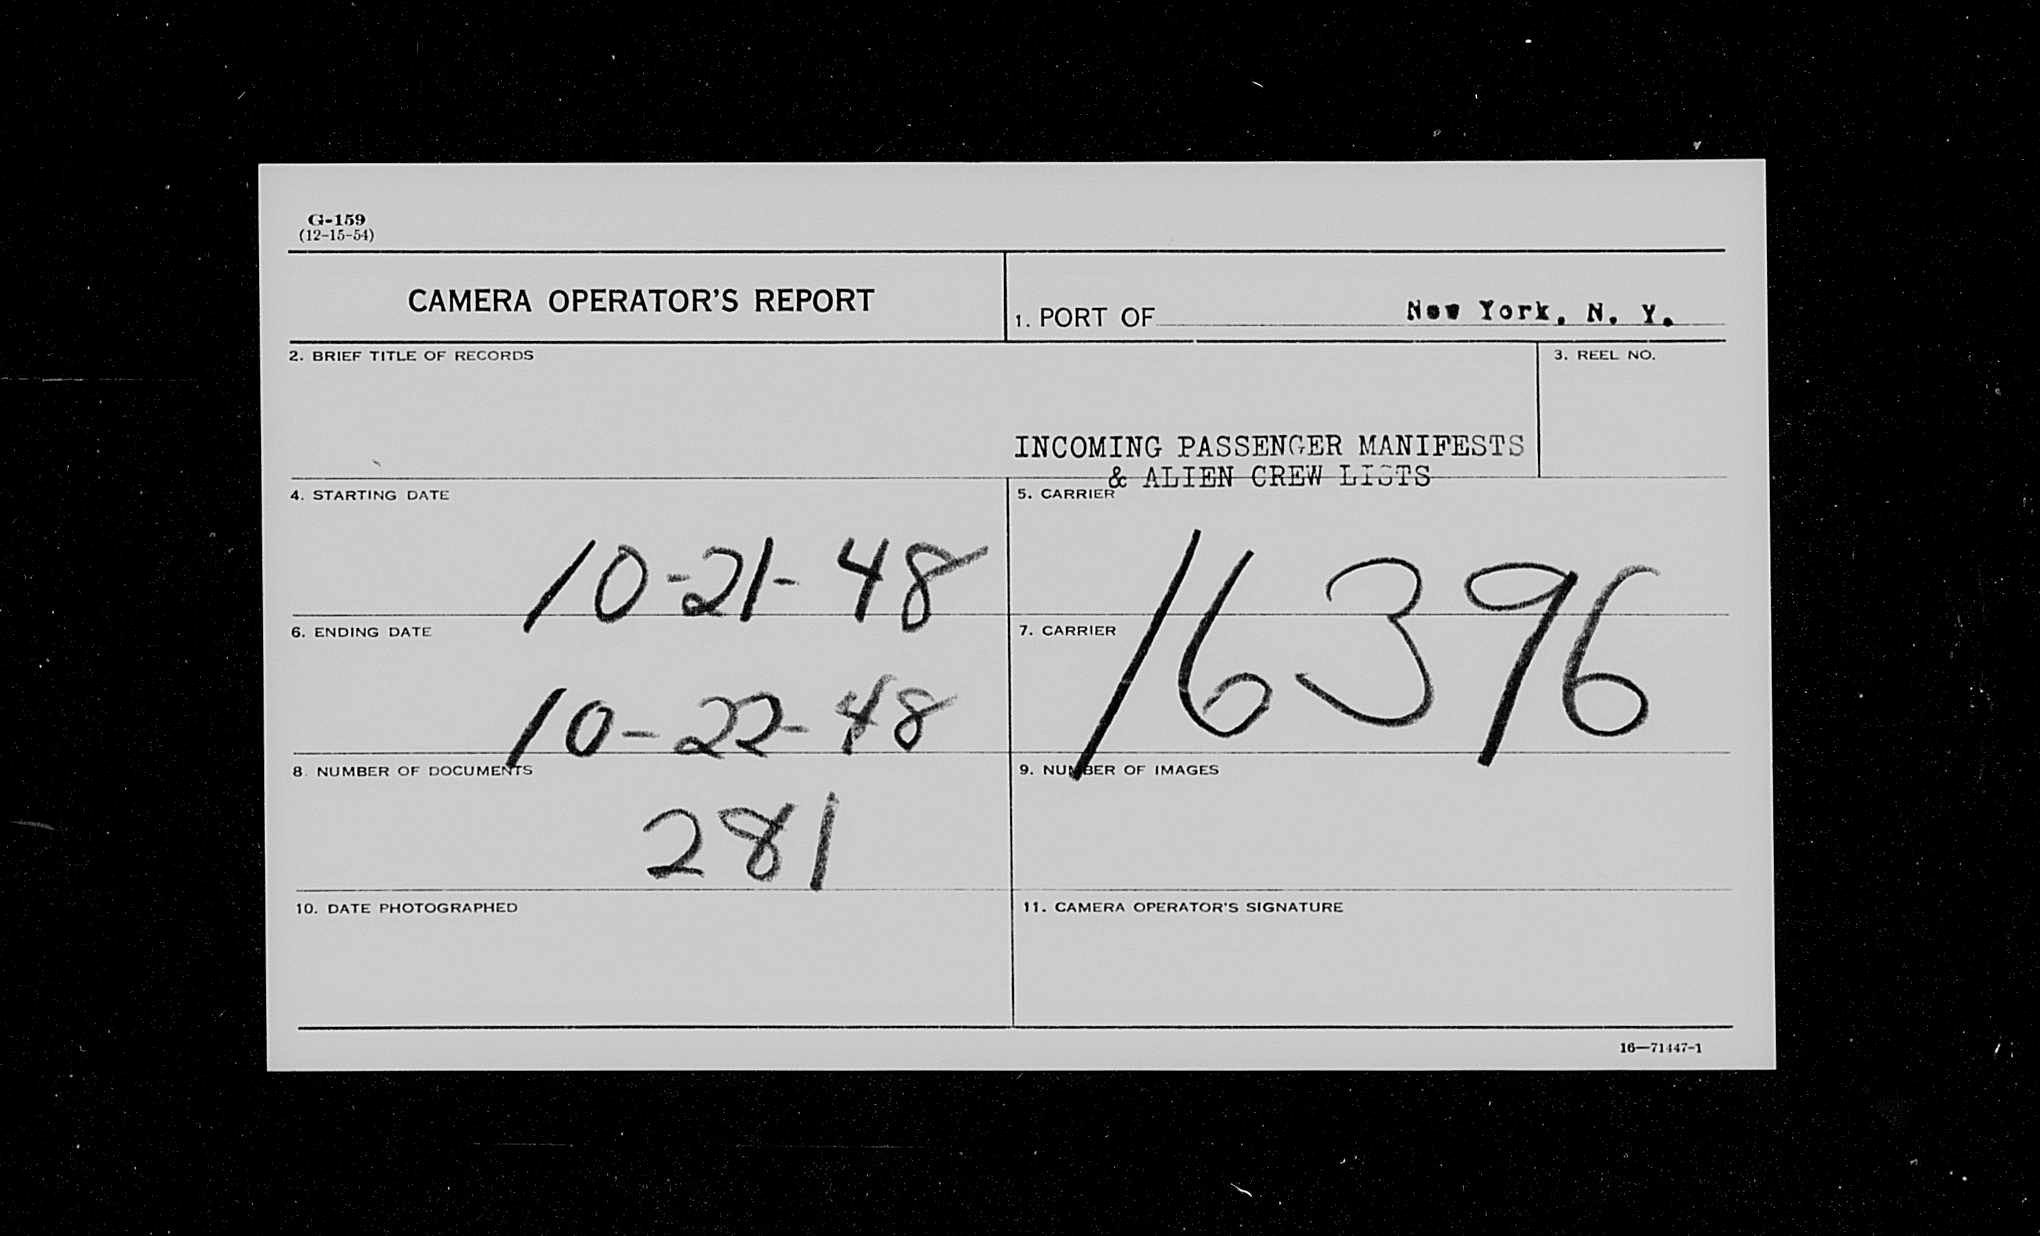 G-159
(12-15-54)
CAMERA OPERATOR'S REPORT
1. PORT OF New York, N. Y.
2. BRIEF TITLE OF RECORDS
3. REEL NO.
INCOMING PASSENGER MANIFESTS
& ALIEN CREW LISTS
4. STARTING DATE
10-21-48
5. CARRIER
16396
6. ENDING DATE
10-22-48
7. CARRIER
8 NUMBER OF DOCUMENTS
281
9. NUMBER OF IMAGES
10. DATE PHOTOGRAPHED
11. CAMERA OPERATOR'S SIGNATURE
16—71447-1